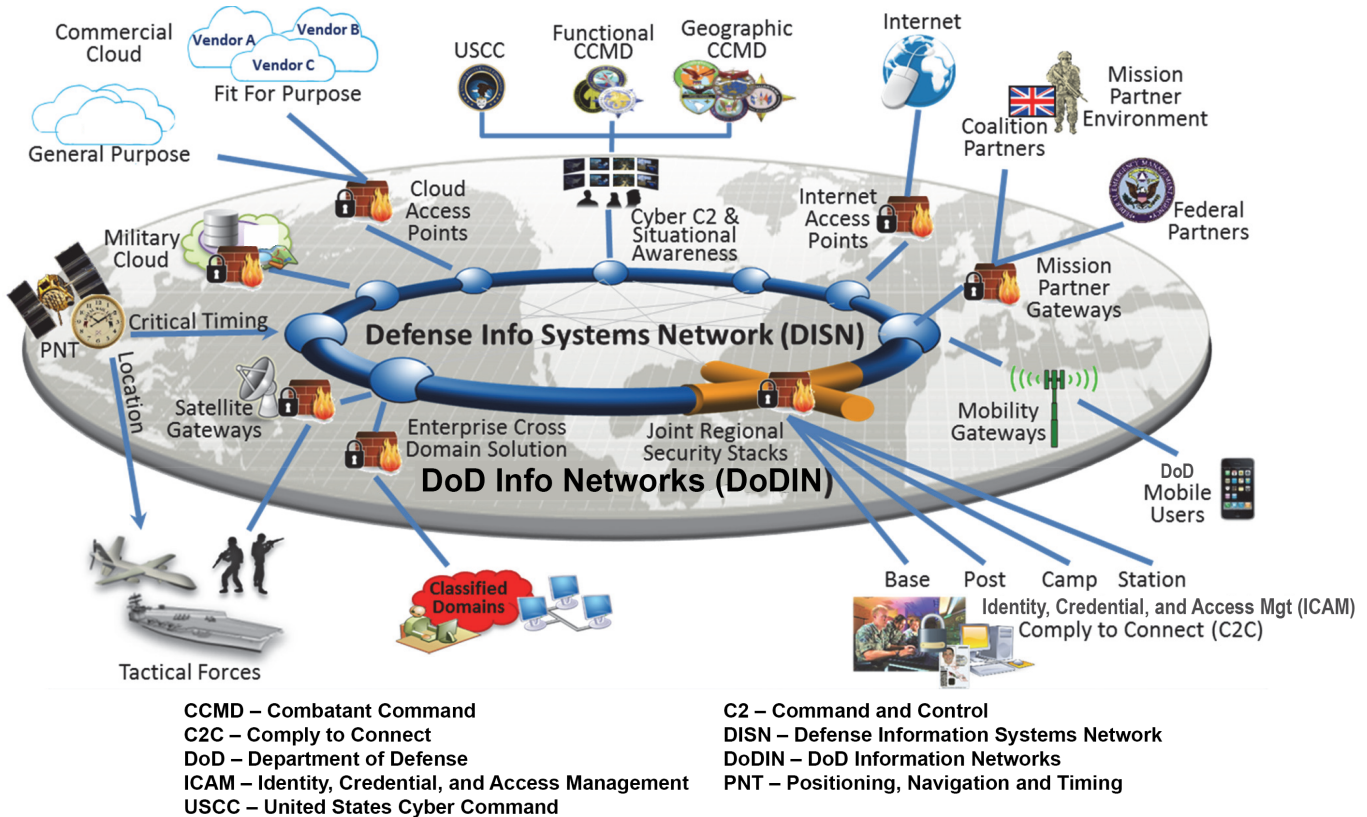 Commercial
Cloud
Vendor A
Vendor B
Vendor C
Fit For Purpose
General Purpose
USCC
Functional
CCMD
Geographic
CCMD
Internet
Mission
Partner
Environment
Coalition
Partners
Federal
Partners
Cloud
Access
Points
Cyber C2 &
Situational
Awareness
Internet
Access
Points
Military
Cloud
Mission
Partner
Gateways
PNT
Critical Timing
Location
Defense Info Systems Network (DISN)
Satellite
Gateways
Enterprise Cross
Domain Solution
Joint Regional
Security Stacks
Mobility
Gateways
DoD Info Networks (DoDIN)
DoD
Mobile
Users
Tactical Forces
Classified
Domains
Base
Post
Camp
Station
Identity, Credential, and Access Mgt (ICAM)
Comply to Connect (C2C)
CCMD – Combatant Command
C2C – Comply to Connect
DoD – Department of Defense
ICAM – Identity, Credential, and Access Management
USCC – United States Cyber Command
C2 – Command and Control
DISN – Defense Information Systems Network
DoDIN – DoD Information Networks
PNT – Positioning, Navigation and Timing